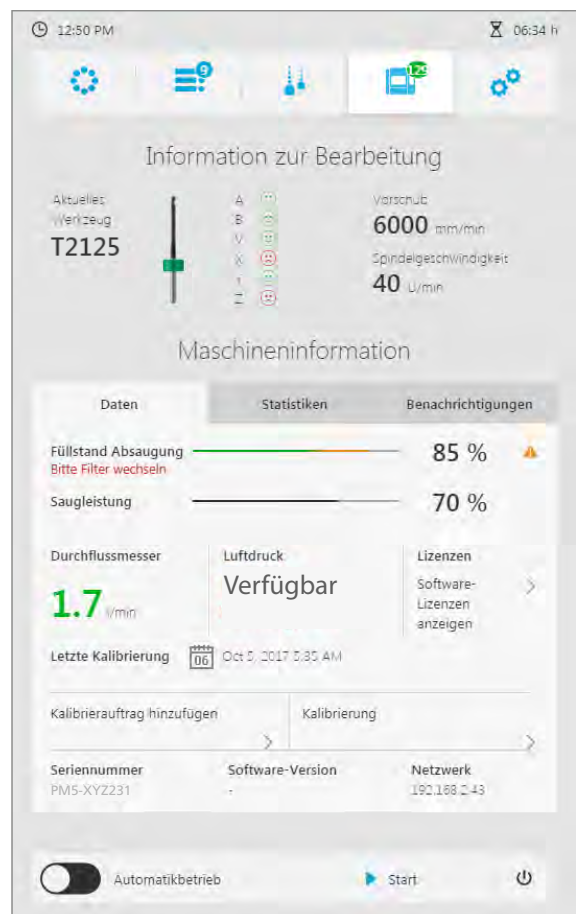 12:50 PM
06:34 h
9
129
Information zur Bearbeitung
Aktuelles
Werkzeug
T2125
A
B
V
X
Y
Z
Vorschub
6000 mm/min
Spindelgeschwindigkeit
40 U/min
Maschineninformation
Daten
Statistiken
Benachrichtigungen
Füllstand Absaugung
85 %
Bitte Filter wechseln
Saugleistung
70 %
Durchflussmesser
Luftdruck
Lizenzen
1.7 l/min
Verfügbar
Software-
Lizenzen
anzeigen
Letzte Kalibrierung
06
Oct 5, 2017 5:35 AM
Kalibrierauftrag hinzufügen
Kalibrierung
Seriennummer
Software-Version
Netzwerk
PM5-XYZ231
-
192.168.2.43
Automatikbetrieb
Start